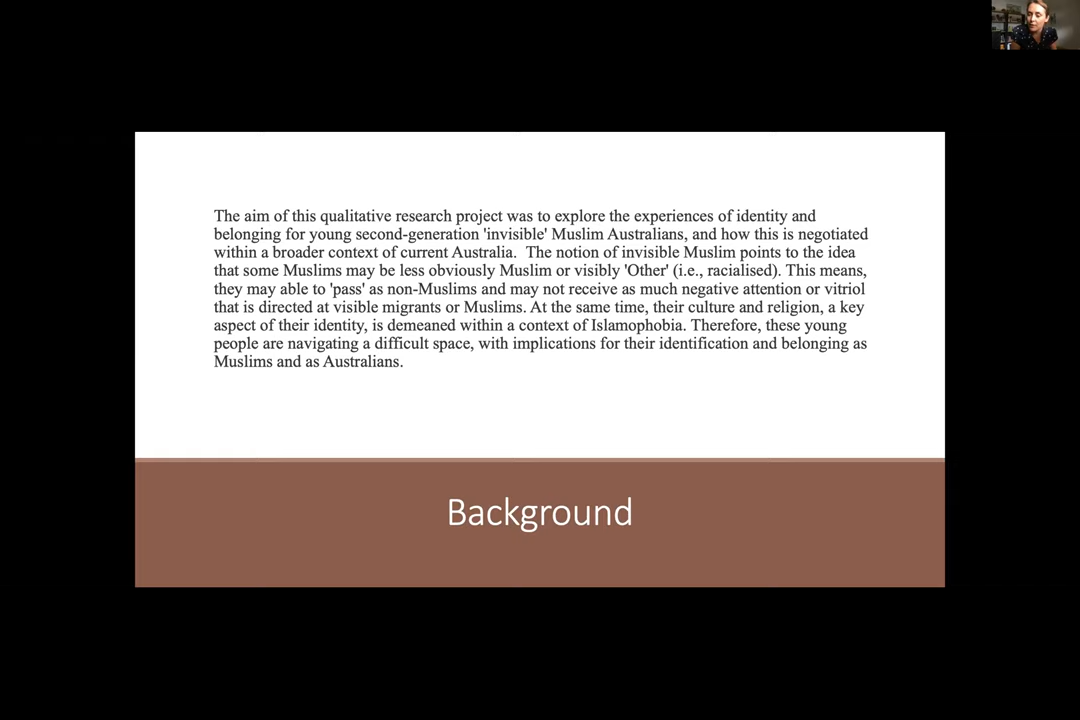 The aim of this qualitative research project was to explore the experiences of identity and
belonging for young second-generation 'invisible' Muslim Australians, and how this is negotiated
within a broader context of current Australia.  The notion of invisible Muslim points to the idea
that some Muslims may be less obviously Muslim or visibly 'Other' (i.e., racialised). This means,
they may able to 'pass' as non-Muslims and may not receive as much negative attention or vitriol
that is directed at visible migrants or Muslims. At the same time, their culture and religion, a key
aspect of their identity, is demeaned within a context of Islamophobia. Therefore, these young
people are navigating a difficult space, with implications for their identification and belonging as
Muslims and as Australians.
Background